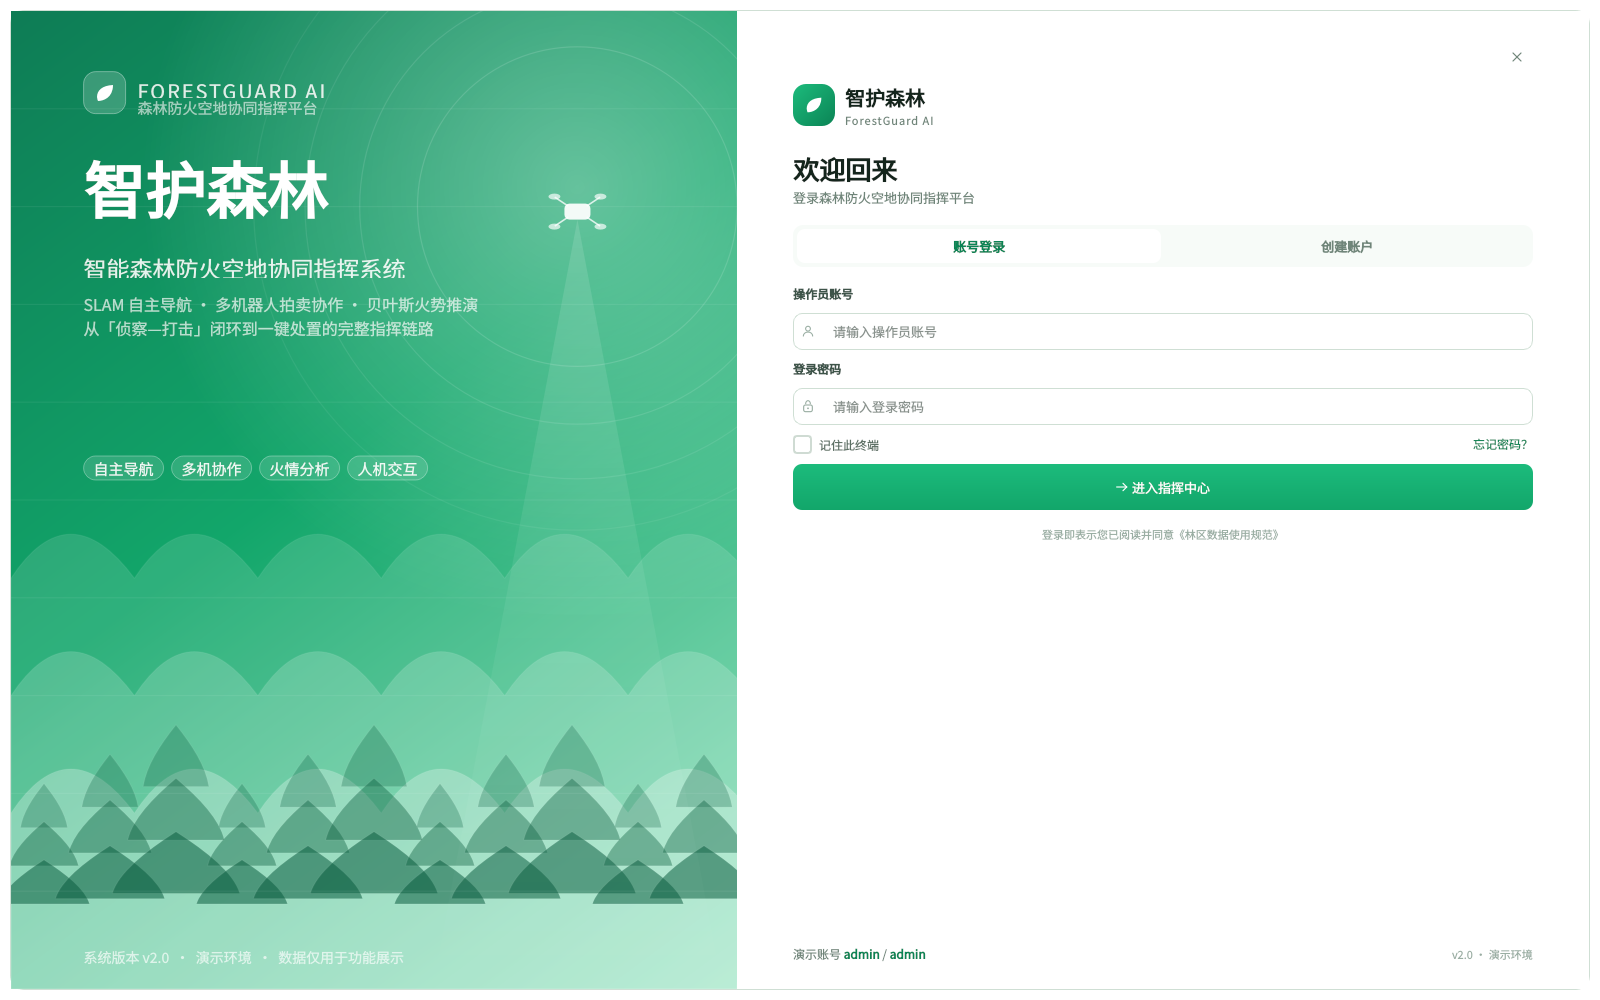 FORESTGUARD AI
森林防火空地协同指挥平台
智护森林
智能森林防火空地协同指挥系统
SLAM 自主导航 · 多机器人拍卖协作 · 贝叶斯火势推演
从「侦察—打击」闭环到一键处置的完整指挥链路
自主导航 多机协作 火情分析 人机交互
系统版本 v2.0 · 演示环境 · 数据仅用于功能展示
智护森林
ForestGuard AI
欢迎回来
登录森林防火空地协同指挥平台
账号登录 创建账户
操作员账号
请输入操作员账号
登录密码
请输入登录密码
记住此终端 忘记密码?
进入指挥中心
登录即表示您已阅读并同意《林区数据使用规范》
演示账号 admin / admin v2.0 · 演示环境